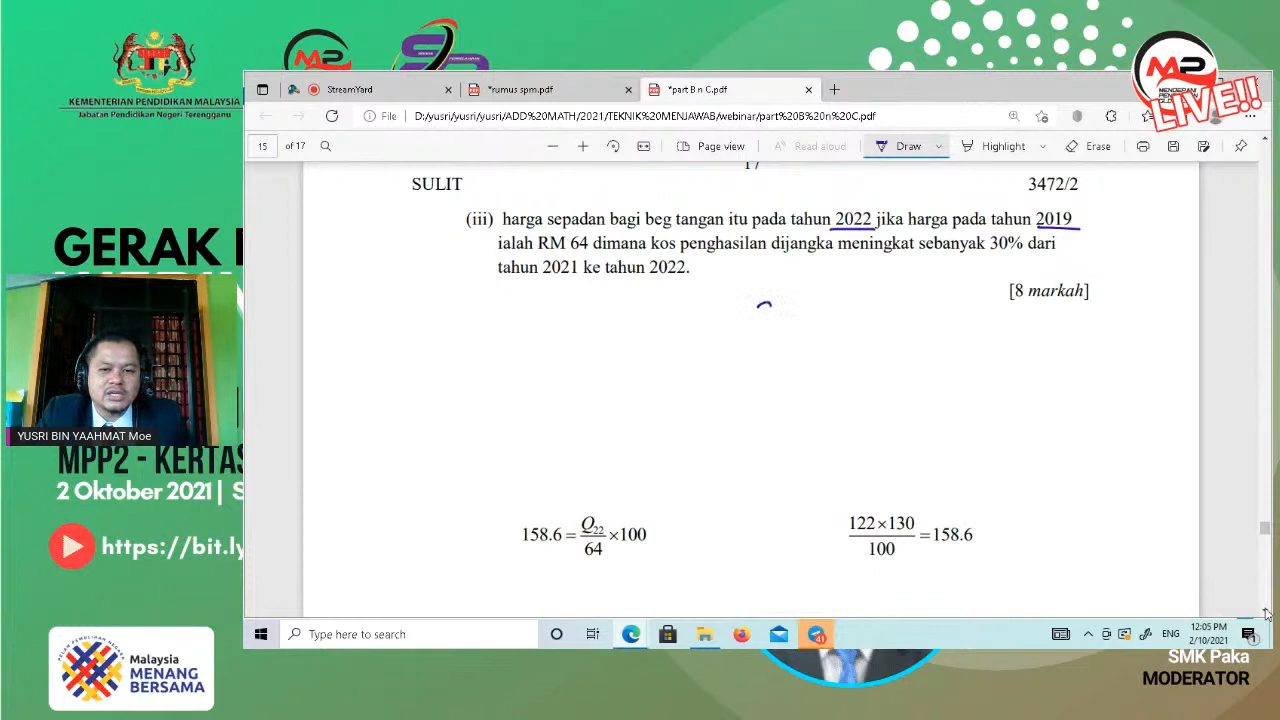 KEMENTERIAN PENDIDIKAN MALAYSIA
Jabatan Pendidikan Negeri Terengganu
MP
MP
LIVE!!
StreamYard
*rumus spm.pdf
*part B n C.pdf
File
D:/yusri/yusri/yusri/ADD%20MATH/2021/TEKNIK%20MENJAWAB/webinar/part%20B%20n%20C.pdf
15 of 17
Page view
Read aloud
Draw
Highlight
Erase
17
SULIT 3472/2
(iii) harga sepadan bagi beg tangan itu pada tahun 2022 jika harga pada tahun 2019
ialah RM 64 dimana kos penghasilan dijangka meningkat sebanyak 30% dari
tahun 2021 ke tahun 2022.
[8 markah]
158.6 = Q22/64 ×100
122×130/100 =158.6
GERAK
YUSRI BIN YAAHMAT Moe
MPP2 - KERTAS
2 Oktober 2021| S
https://bit.ly
Type here to search
41
ENG
12:05 PM
2/10/2021
1
Malaysia
MENANG
BERSAMA
SMK Paka
MODERATOR